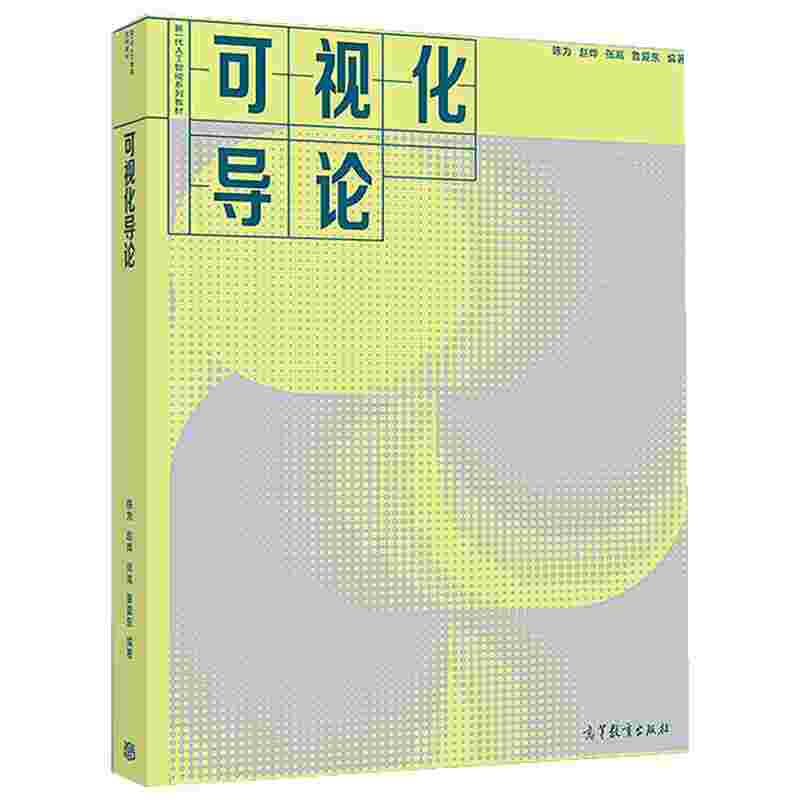 新一代人工智能系列教材
可视化
导论
陈为 赵烨 张嵩 鲁爱东 编著
可视化导论
陈为 赵烨 张嵩 鲁爱东 编著
高等教育出版社